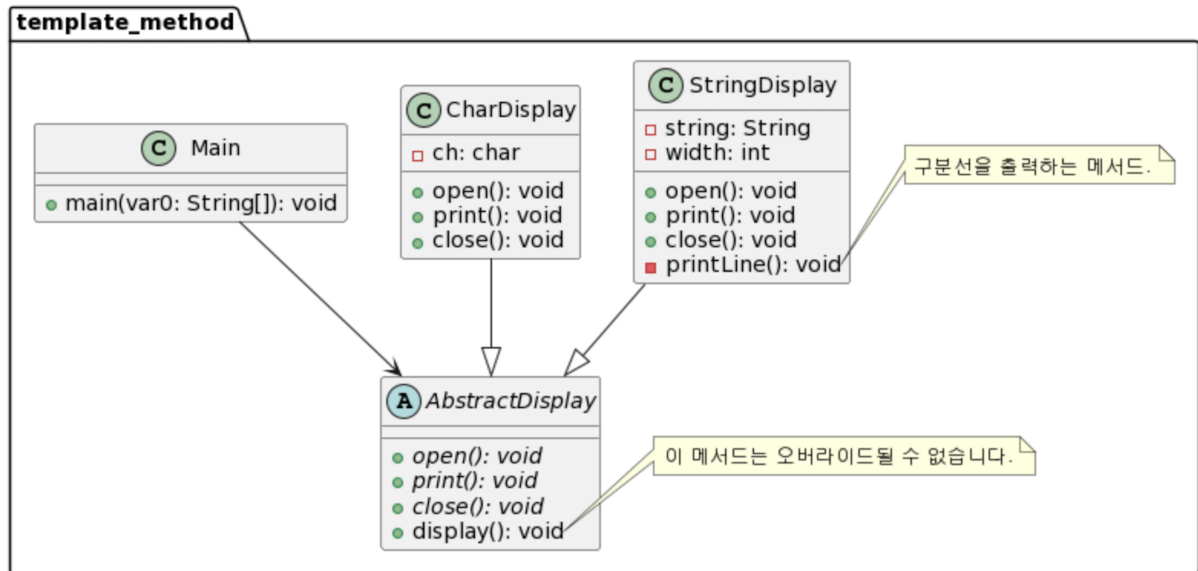 template_method
C Main
main(var0: String[]): void
C CharDisplay
ch: char
open(): void
print(): void
close(): void
C StringDisplay
string: String
width: int
open(): void
print(): void
close(): void
printLine(): void
구분선을 출력하는 메서드.
A AbstractDisplay
open(): void
print(): void
close(): void
display(): void
이 메서드는 오버라이드될 수 없습니다.